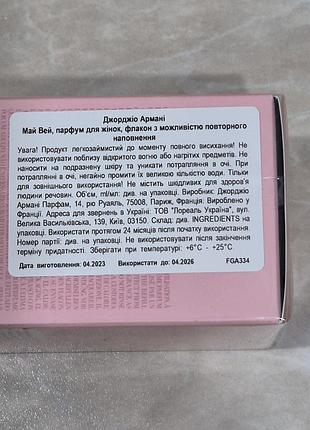 Джорджіо Армані
Май Вей, парфум для жінок, флакон з можливістю повторного
наповнення
Увага! Продукт легкозаймистий до моменту повного висихання! Не
використовувати поблизу відкритого вогню або нагрітих предметів. Не
наносити на подразнену шкіру та уникати потрапляння в очі. При
потраплянні в очі, негайно промити їх великою кількістю води. Тільки
для зовнішнього використання! Не містить шкідливих для здоров'я
людини речовин. Об'єм, ml/мл: див. на упаковці. Виробник: Джорджіо
Армані Парфам, 14, рю Руаяль, 75008, Париж, Франція. Вироблено у
Франції. Адреса для звернень в Україні: ТОВ "Лореаль Україна", вул.
Велика Васильківська, 139, Київ, 03150. Склад: див. INGREDIENTS на
упаковці. Використати протягом 24 місяців після початку використання.
Номер партії: див. на упаковці. Не використовувати після закінчення
терміну придатності. Зберігати при температурі: +6°C - +25°C.
Дата виготовлення: 04.2023 Використати до: 04.2026 FGA334